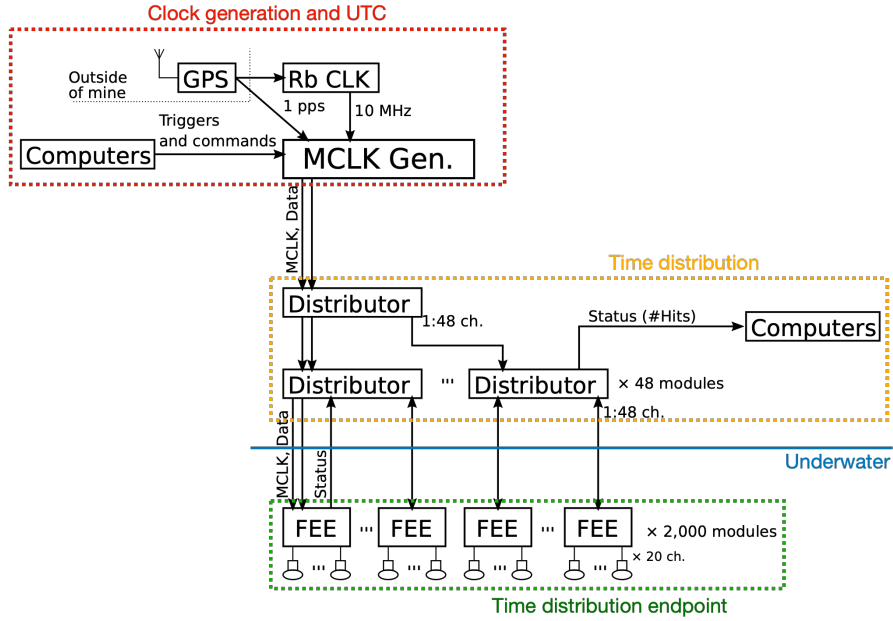 Clock generation and UTC
Outside
of mine
GPS
Rb CLK
1 pps
10 MHz
Triggers
and commands
Computers
MCLK Gen.
MCLK, Data
Time distribution
Distributor
1:48 ch.
Status (#Hits)
Computers
Distributor
"'
Distributor
× 48 modules
1:48 ch.
MCLK, Data
Status
Underwater
FEE
"'
FEE
FEE
"'
FEE
× 2,000 modules
× 20 ch.
"'
"'
"'
"'
Time distribution endpoint